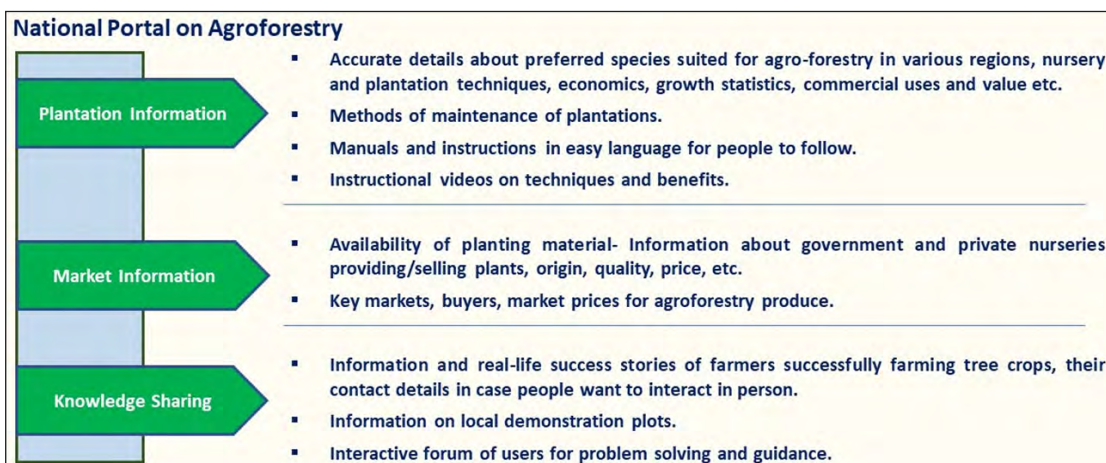 National Portal on Agroforestry
Plantation Information
▪ Accurate details about preferred species suited for agro-forestry in various regions, nursery
and plantation techniques, economics, growth statistics, commercial uses and value etc.
▪ Methods of maintenance of plantations.
▪ Manuals and instructions in easy language for people to follow.
▪ Instructional videos on techniques and benefits.
Market Information
▪ Availability of planting material- Information about government and private nurseries
providing/selling plants, origin, quality, price, etc.
▪ Key markets, buyers, market prices for agroforestry produce.
Knowledge Sharing
▪ Information and real-life success stories of farmers successfully farming tree crops, their
contact details in case people want to interact in person.
▪ Information on local demonstration plots.
▪ Interactive forum of users for problem solving and guidance.